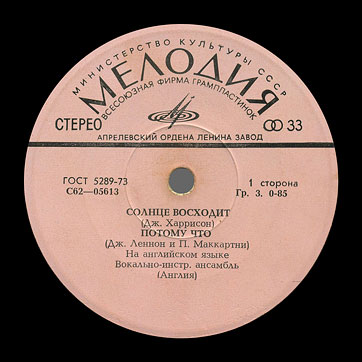 МИНИСТЕРСТВО КУЛЬТУРЫ СССР
МЕЛОДИЯ
ВСЕСОЮЗНАЯ ФИРМА ГРАМПЛАСТИНОК
СТЕРЕО 33
АПРЕЛЕВСКИЙ ОРДЕНА ЛЕНИНА ЗАВОД
ГОСТ 5289-73
С62—05613
1 сторона
Гр. 3. 0-85
СОЛНЦЕ ВОСХОДИТ
(Дж. Харрисон)
ПОТОМУ ЧТО
(Дж. Леннон и П. Маккартни)
На английском языке
Вокально-инстр. ансамбль
(Англия)